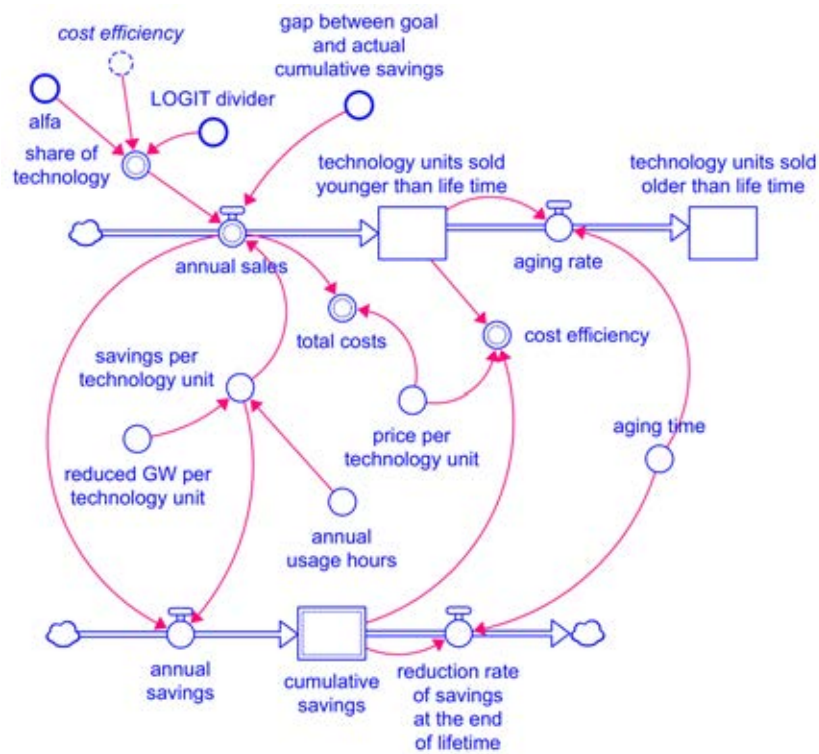 cost efficiency
gap between goal
and actual
cumulative savings
alfa
LOGIT divider
share of
technology
technology units sold
younger than life time
technology units sold
older than life time
annual sales
aging rate
total costs
cost efficiency
savings per
technology unit
price per
technology unit
aging time
reduced GW per
technology unit
annual
usage hours
annual
savings
cumulative
savings
reduction rate
of savings
at the end
of lifetime